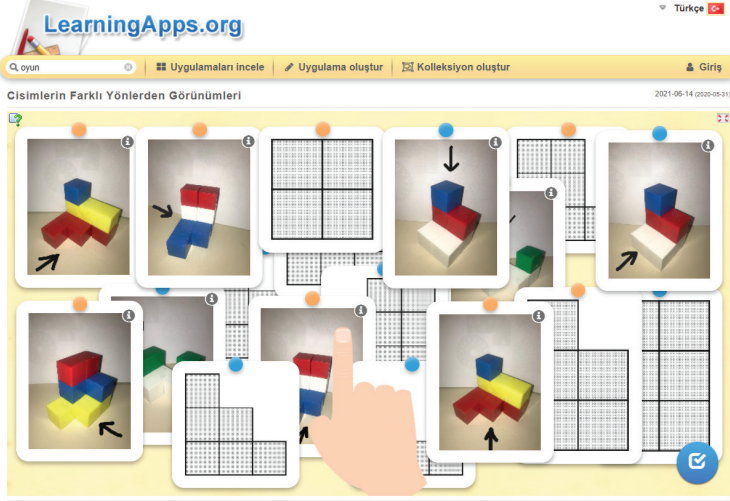 Türkçe
LearningApps.org
oyun Uygulamaları incele Uygulama oluştur Kolleksiyon oluştur Giriş
Cisimlerin Farklı Yönlerden Görünümleri 2021-06-14 (2020-05-31)